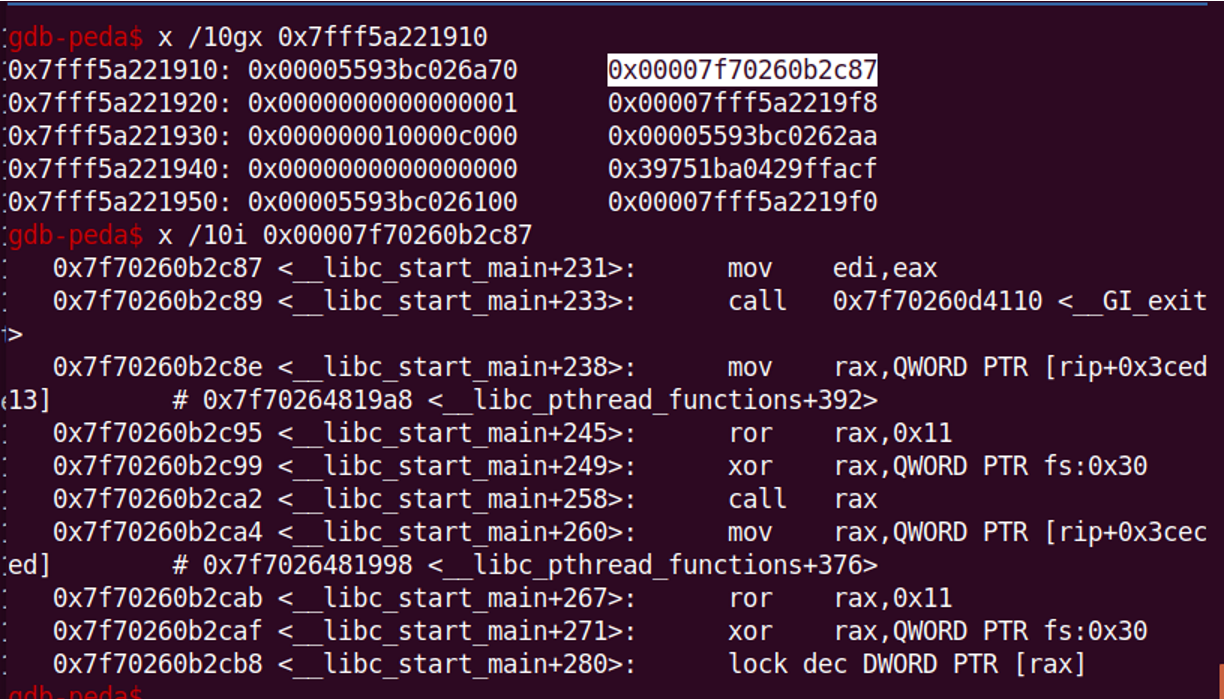 gdb-peda$ x /10gx 0x7fff5a221910
0x7fff5a221910: 0x00005593bc026a70 0x00007f70260b2c87
0x7fff5a221920: 0x0000000000000001 0x00007fff5a2219f8
0x7fff5a221930: 0x000000010000c000 0x00005593bc0262aa
0x7fff5a221940: 0x0000000000000000 0x39751ba0429ffacf
0x7fff5a221950: 0x00005593bc026100 0x00007fff5a2219f0
gdb-peda$ x /10i 0x00007f70260b2c87
0x7f70260b2c87 <__libc_start_main+231>: mov edi,eax
0x7f70260b2c89 <__libc_start_main+233>: call 0x7f70260d4110 <__GI_exit
>
0x7f70260b2c8e <__libc_start_main+238>: mov rax,QWORD PTR [rip+0x3ced
13] # 0x7f70264819a8 <__libc_pthread_functions+392>
0x7f70260b2c95 <__libc_start_main+245>: ror rax,0x11
0x7f70260b2c99 <__libc_start_main+249>: xor rax,QWORD PTR fs:0x30
0x7f70260b2ca2 <__libc_start_main+258>: call rax
0x7f70260b2ca4 <__libc_start_main+260>: mov rax,QWORD PTR [rip+0x3cec
ed] # 0x7f7026481998 <__libc_pthread_functions+376>
0x7f70260b2cab <__libc_start_main+267>: ror rax,0x11
0x7f70260b2caf <__libc_start_main+271>: xor rax,QWORD PTR fs:0x30
0x7f70260b2cb8 <__libc_start_main+280>: lock dec DWORD PTR [rax]
gdb-peda$